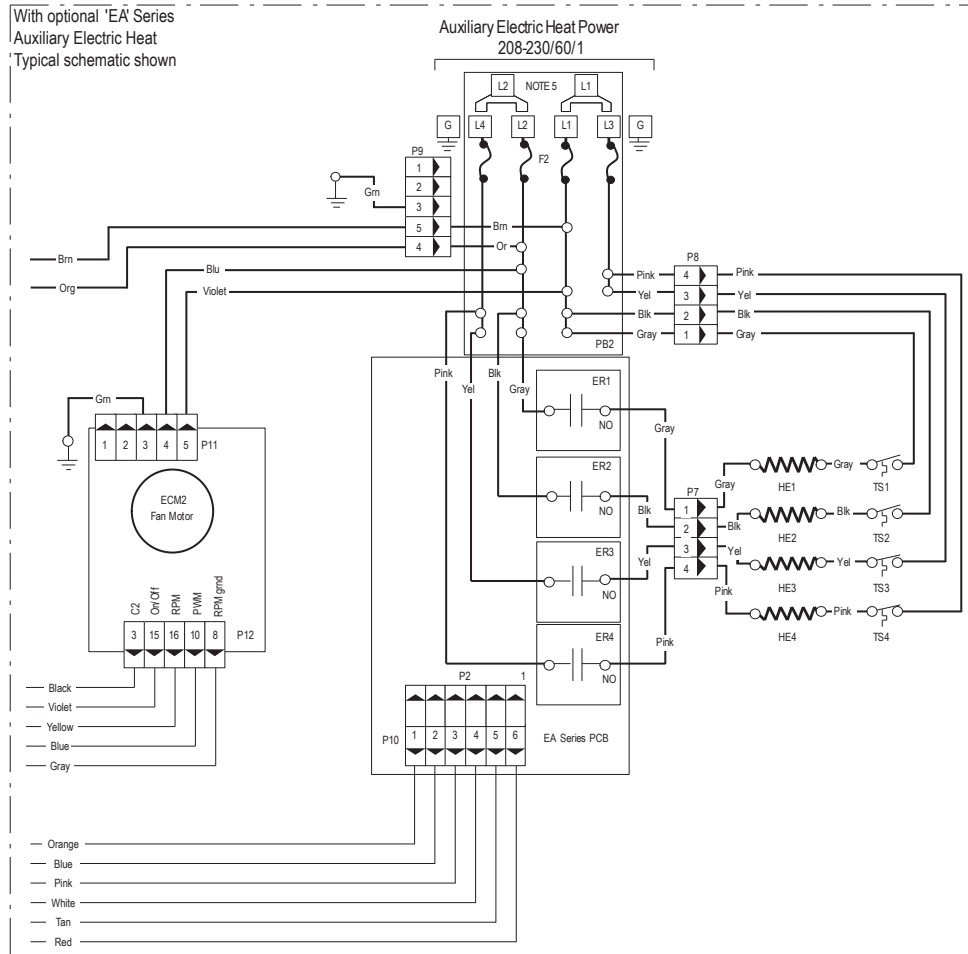 With optional 'EA' Series
Auxiliary Electric Heat
Typical schematic shown
Auxiliary Electric Heat Power
208-230/60/1
L2 NOTE 5 L1
G L4 L2 L1 L3 G
F2
P9
1
2
3
5
4
Grn
Brn
Or
Brn
Org
Blu
Violet
P8
Pink 4 Pink
Yel 3 Yel
Blk 2 Blk
Gray 1 Gray
PB2
Pink
Yel
Blk
Gray
ER1
NO
Gray
ER2
NO
Blk
ER3
NO
Yel
ER4
NO
Pink
P7
1
2
3
4
Gray
Blk
Yel
Pink
HE1 Gray TS1
HE2 Blk TS2
HE3 Yel TS3
HE4 Pink TS4
Grn
1 2 3 4 5 P11
ECM2
Fan Motor
C2 On/Off RPM PWM RPM grnd
3 15 16 10 8 P12
Black
Violet
Yellow
Blue
Gray
P2 1
P10 1 2 3 4 5 6
EA Series PCB
Orange
Blue
Pink
White
Tan
Red